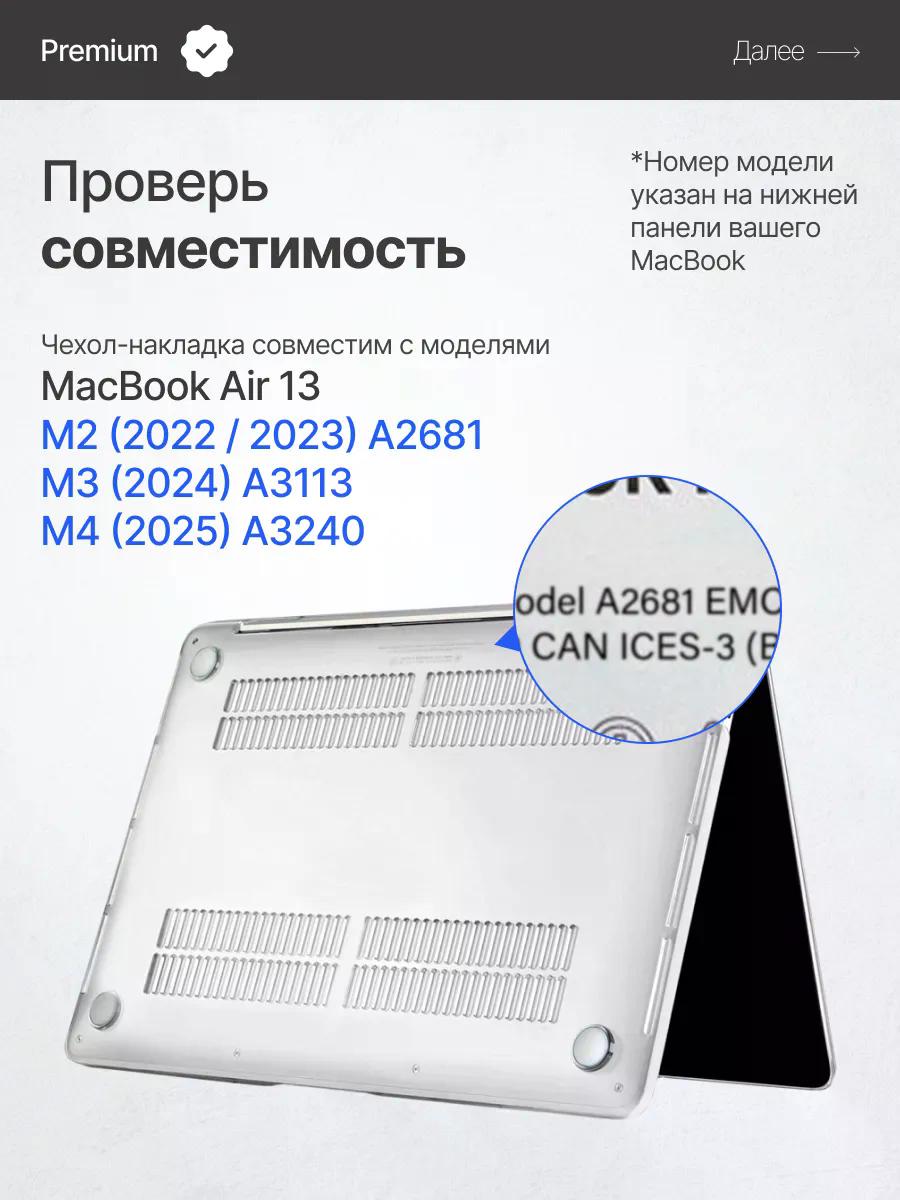 Premium
Далее
Проверь
совместимость
*Номер модели
указан на нижней
панели вашего
MacBook
Чехол-накладка совместим с моделями
MacBook Air 13
M2 (2022 / 2023) A2681
M3 (2024) A3113
M4 (2025) A3240
odel A2681 EMC
CAN ICES-3 (B